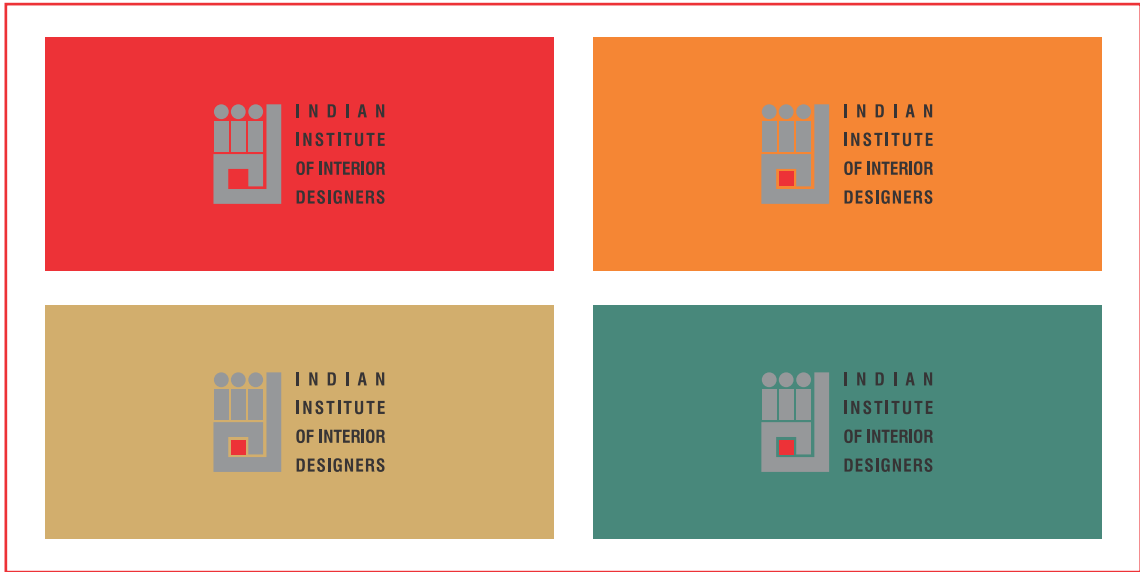 INDIAN
INSTITUTE
OF INTERIOR
DESIGNERS
INDIAN
INSTITUTE
OF INTERIOR
DESIGNERS
INDIAN
INSTITUTE
OF INTERIOR
DESIGNERS
INDIAN
INSTITUTE
OF INTERIOR
DESIGNERS